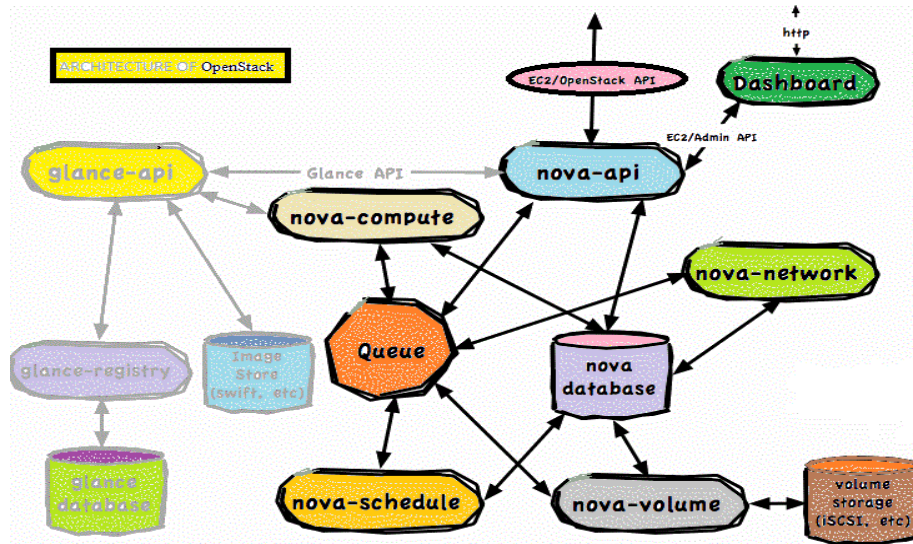 http
ARCHITECTURE OF OpenStack
EC2/OpenStack API
Dashboard
EC2/Admin API
glance-api
Glance API
nova-api
nova-compute
nova-network
Queue
Image
Store
(swift, etc)
nova
database
glance-registry
glance
database
nova-schedule
nova-volume
volume
storage
(iSCSI, etc)